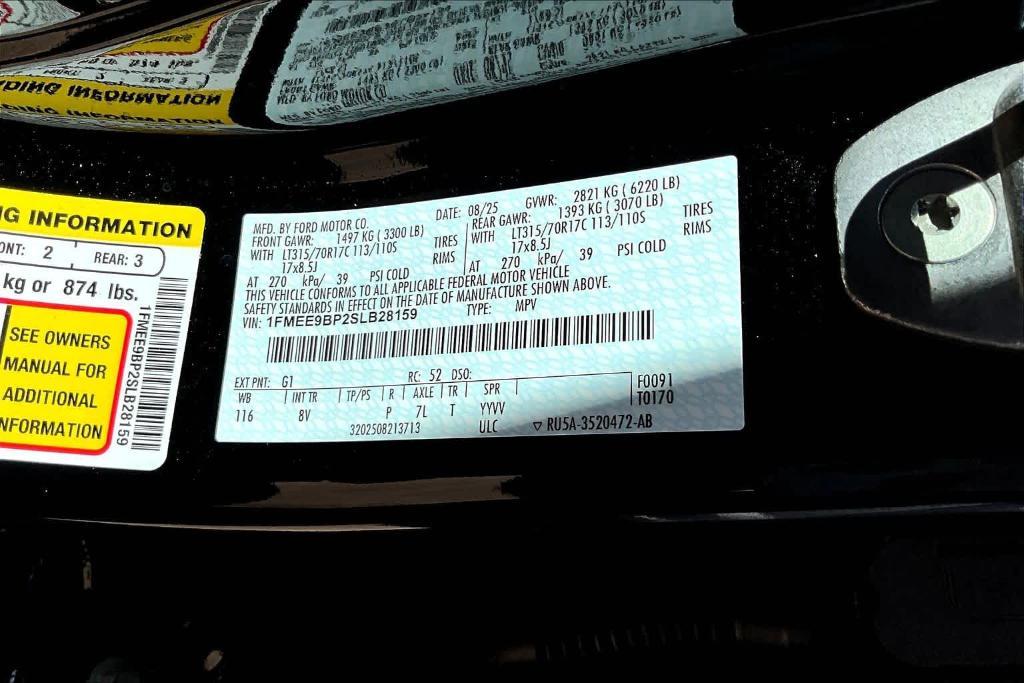 NG INFORMATION
ONT: 2 REAR: 3
kg or 874 lbs.
SEE OWNERS
MANUAL FOR
ADDITIONAL
NFORMATION
1FMEE9BP2SLB28159
MFD. BY FORD MOTOR CO. DATE: 08/25 GVWR: 2821 KG ( 6220 LB)
FRONT GAWR: 1497 KG ( 3300 LB) REAR GAWR: 1393 KG ( 3070 LB)
WITH LT315/70R17C 113/110S TIRES WITH LT315/70R17C 113/110S TIRES
17x8.5J RIMS 17x8.5J RIMS
AT 270 kPa/ 39 PSI COLD AT 270 kPa/ 39 PSI COLD
THIS VEHICLE CONFORMS TO ALL APPLICABLE FEDERAL MOTOR VEHICLE
SAFETY STANDARDS IN EFFECT ON THE DATE OF MANUFACTURE SHOWN ABOVE.
VIN: 1FMEE9BP2SLB28159 TYPE: MPV
EXT PNT: G1 RC: 52 DSO:
WB INT TR TP/PS R AXLE TR SPR F0091
116 8V P 7L T YYVV T0170
3202508213713 ULC ▽ RU5A-3520472-AB